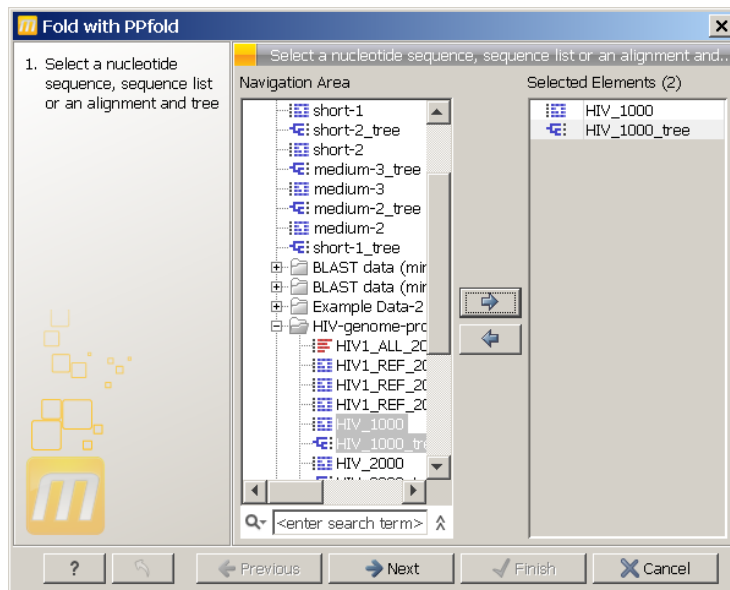 Fold with PPfold
1. Select a nucleotide
sequence, sequence list
or an alignment and tree
Select a nucleotide sequence, sequence list or an alignment and...
Navigation Area
short-1
short-2_tree
short-2
medium-3_tree
medium-3
medium-2_tree
medium-2
short-1_tree
BLAST data (mir
BLAST data (mir
Example Data-2
HIV-genome-prc
HIV1_ALL_20
HIV1_REF_20
HIV1_REF_20
HIV1_REF_20
HIV_1000
HIV_1000_tre
HIV_2000
<enter search term>
Selected Elements (2)
HIV_1000
HIV_1000_tree
?
Previous
Next
Finish
Cancel